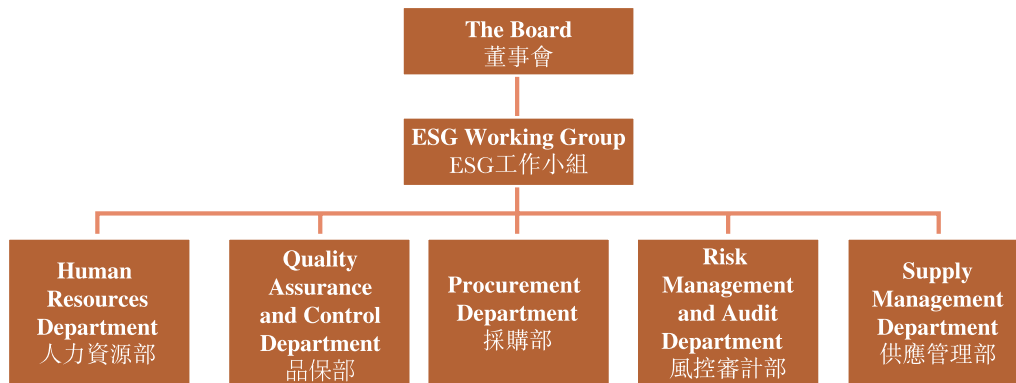 The Board
董事會
ESG Working Group
ESG工作小組
Human
Resources
Department
人力資源部
Quality
Assurance
and Control
Department
品保部
Procurement
Department
採購部
Risk
Management
and Audit
Department
風控審計部
Supply
Management
Department
供應管理部